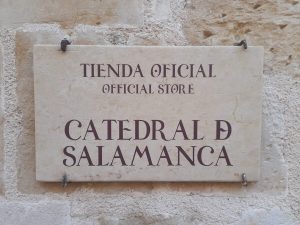 TIENDA OFICIAL
OFFICIAL STORE
CATEDRAL Ð
SALAMANCA